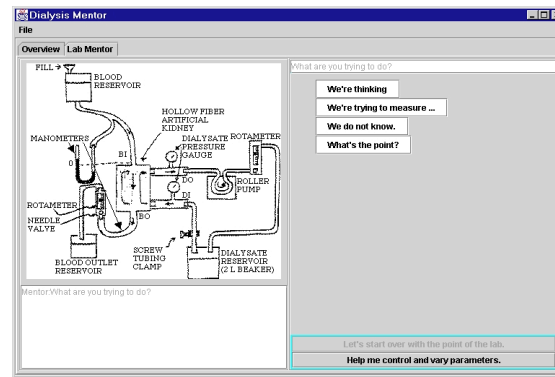 Dialysis Mentor
File
Overview
Lab Mentor
FILL
BLOOD
RESERVOIR
HOLLOW FIBER
ARTIFICIAL
KIDNEY
MANOMETERS
DIALYSATE
PRESSURE
GAUGE
ROTAMETER
0
BI
DO
DI
ROLLER
PUMP
ROTAMETER
NEEDLE
VALVE
BO
SCREW
TUBING
CLAMP
BLOOD OUTLET
RESERVOIR
DIALYSATE
RESERVOIR
(2 L BEAKER)
Mentor:What are you trying to do?
What are you trying to do?
We're thinking
We're trying to measure ...
We do not know.
What's the point?
Let's start over with the point of the lab.
Help me control and vary parameters.